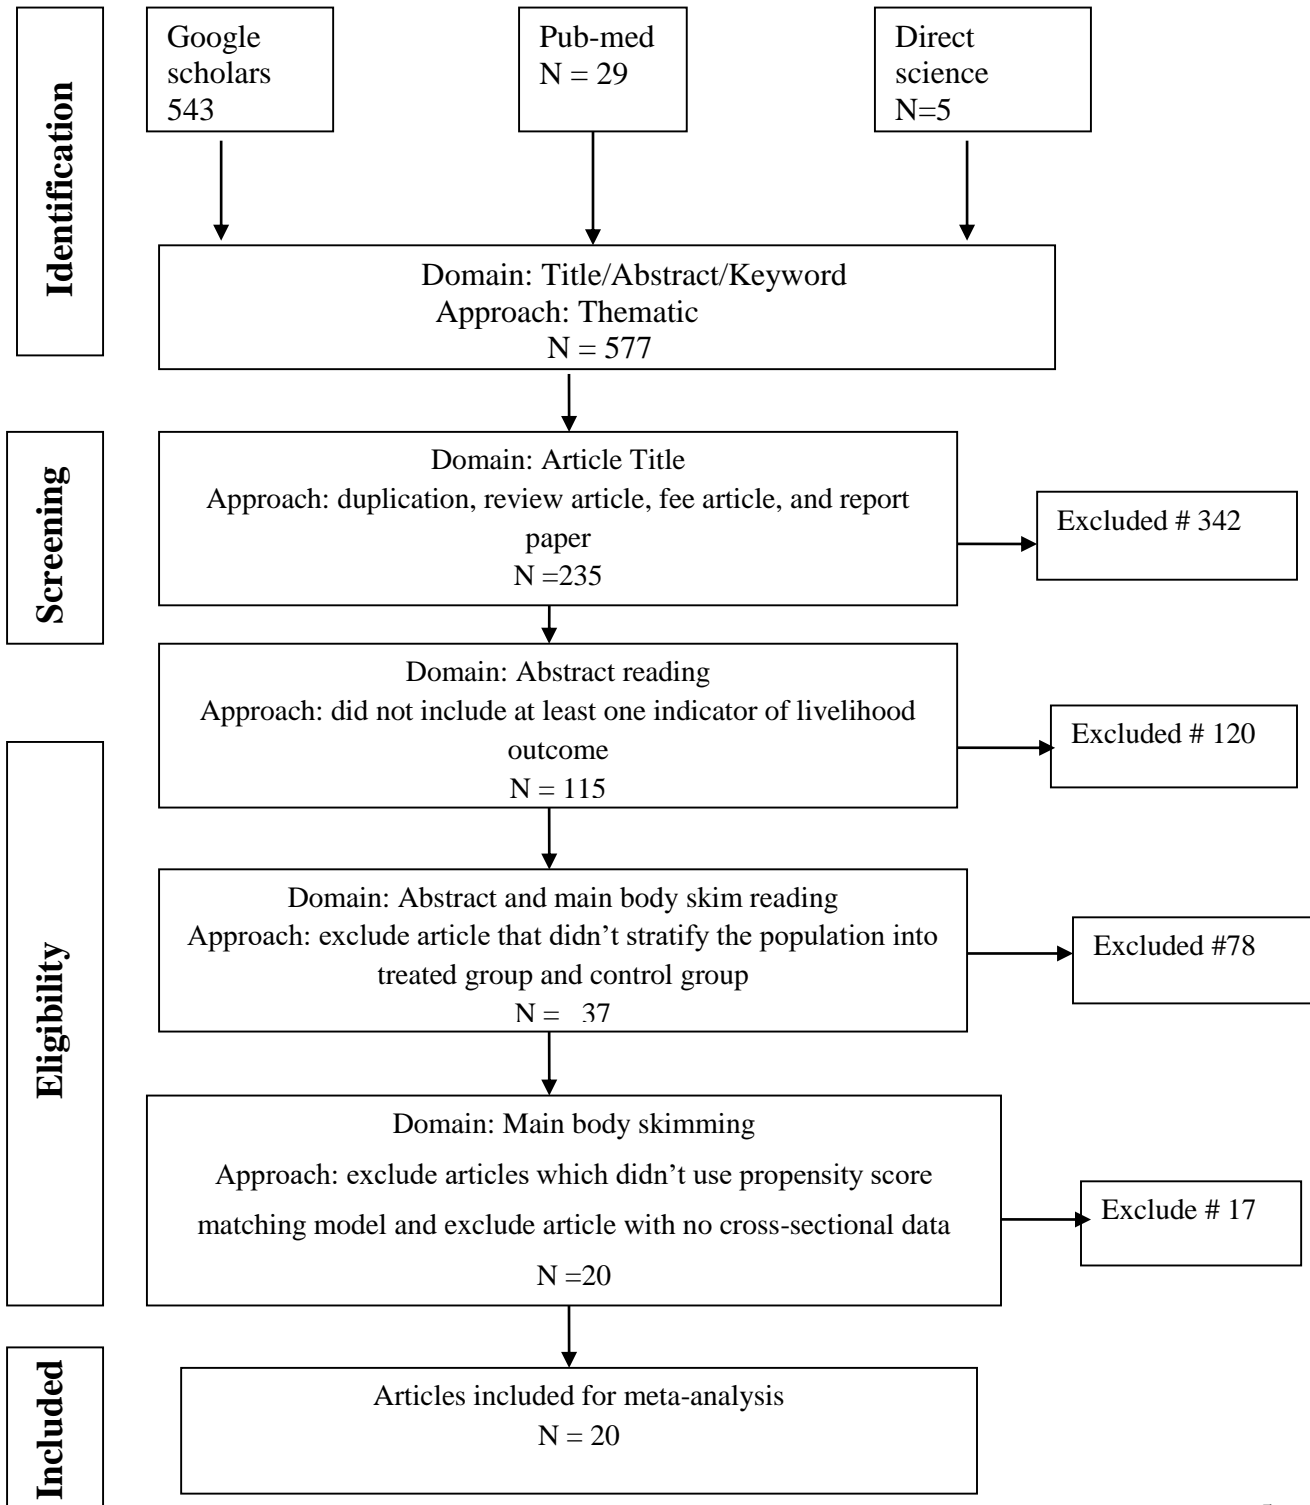 Identification
Google
scholars
543
Pub-med
N = 29
Direct
science
N=5
Domain: Title/Abstract/Keyword
Approach: Thematic
N = 577
Screening
Domain: Article Title
Approach: duplication, review article, fee article, and report
paper
N =235
Excluded # 342
Domain: Abstract reading
Approach: did not include at least one indicator of livelihood
outcome
N = 115
Excluded # 120
Eligibility
Domain: Abstract and main body skim reading
Approach: exclude article that didn't stratify the population into
treated group and control group
N = 37
Excluded #78
Domain: Main body skimming
Approach: exclude articles which didn't use propensity score
matching model and exclude article with no cross-sectional data
N =20
Exclude # 17
Included
Articles included for meta-analysis
N = 20